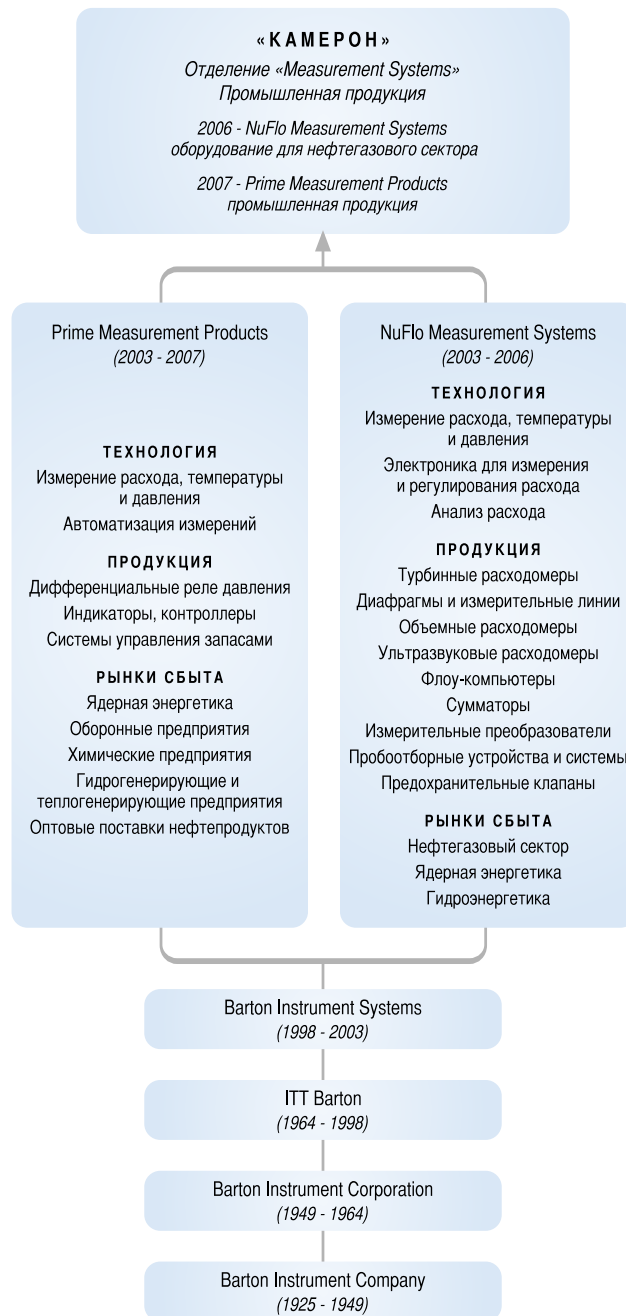 «КАМЕРОН»
Отделение «Measurement Systems»
Промышленная продукция
2006 - NuFlo Measurement Systems
оборудование для нефтегазового сектора
2007 - Prime Measurement Products
промышленная продукция
Prime Measurement Products
(2003 - 2007)
ТЕХНОЛОГИЯ
Измерение расхода, температуры
и давления
Автоматизация измерений
ПРОДУКЦИЯ
Дифференциальные реле давления
Индикаторы, контроллеры
Системы управления запасами
РЫНКИ СБЫТА
Ядерная энергетика
Оборонные предприятия
Химические предприятия
Гидрогенерирующие и
теплогенерирующие предприятия
Оптовые поставки нефтепродуктов
NuFlo Measurement Systems
(2003 - 2006)
ТЕХНОЛОГИЯ
Измерение расхода, температуры
и давления
Электроника для измерения
и регулирования расхода
Анализ расхода
ПРОДУКЦИЯ
Турбинные расходомеры
Диафрагмы и измерительные линии
Объемные расходомеры
Ультразвуковые расходомеры
Флоу-компьютеры
Сумматоры
Измерительные преобразователи
Пробоотборные устройства и системы
Предохранительные клапаны
РЫНКИ СБЫТА
Нефтегазовый сектор
Ядерная энергетика
Гидроэнергетика
Barton Instrument Systems
(1998 - 2003)
ITT Barton
(1964 - 1998)
Barton Instrument Corporation
(1949 - 1964)
Barton Instrument Company
(1925 - 1949)